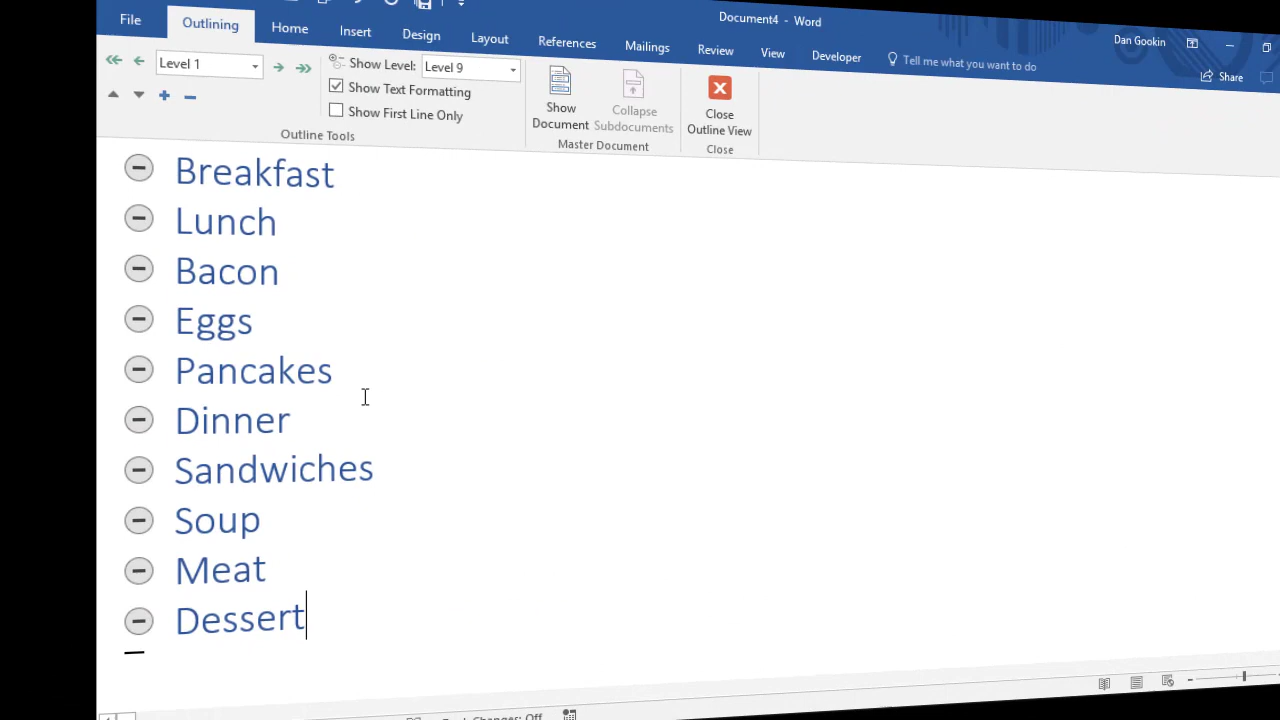 Document4 - Word
Dan Gookin
File Outlining Home Insert Design Layout References Mailings Review View Developer Tell me what you want to do
Share
Level 1
Show Level: Level 9
Show Text Formatting
Show First Line Only
Outline Tools
Show Document
Collapse Subdocuments
Master Document
Close Outline View
Close
Breakfast
Lunch
Bacon
Eggs
Pancakes
Dinner
Sandwiches
Soup
Meat
Dessert
Track Changes: Off